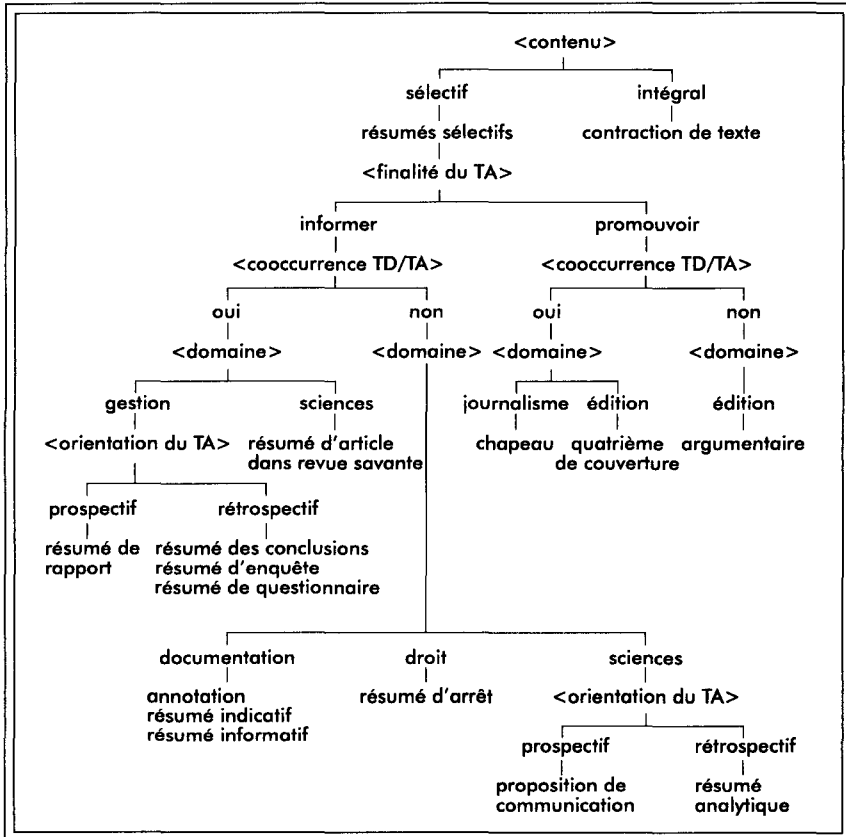 <contenu>
sélectif intégral
résumés sélectifs contraction de texte
<finalité du TA>
informer promouvoir
<cooccurrence TD/TA> <cooccurrence TD/TA>
oui non oui non
<domaine> <domaine> <domaine> <domaine>
gestion sciences journalisme édition édition
<orientation du TA> résumé d'article chapeau quatrième argumentaire
dans revue savante de couverture
prospectif rétrospectif
résumé de résumé des conclusions
rapport résumé d'enquête
résumé de questionnaire
documentation droit sciences
annotation résumé d'arrêt <orientation du TA>
résumé indicatif
résumé informatif
prospectif rétrospectif
proposition de résumé
communication analytique